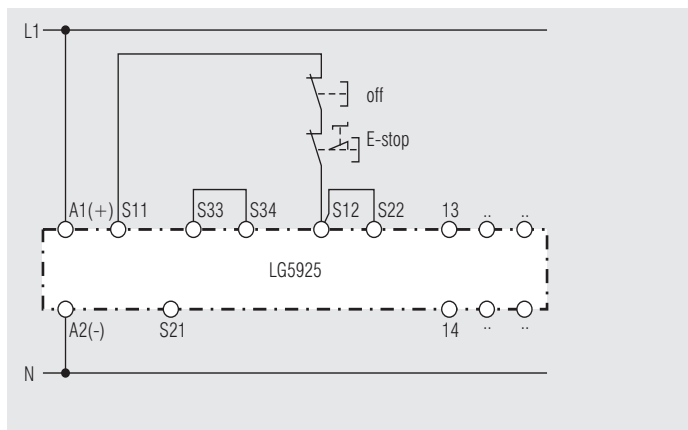 L1
off
E-stop
A1(+) S11 S33 S34 S12 S22 13 .. ..
LG5925
A2(-) S21 14 .. ..
N